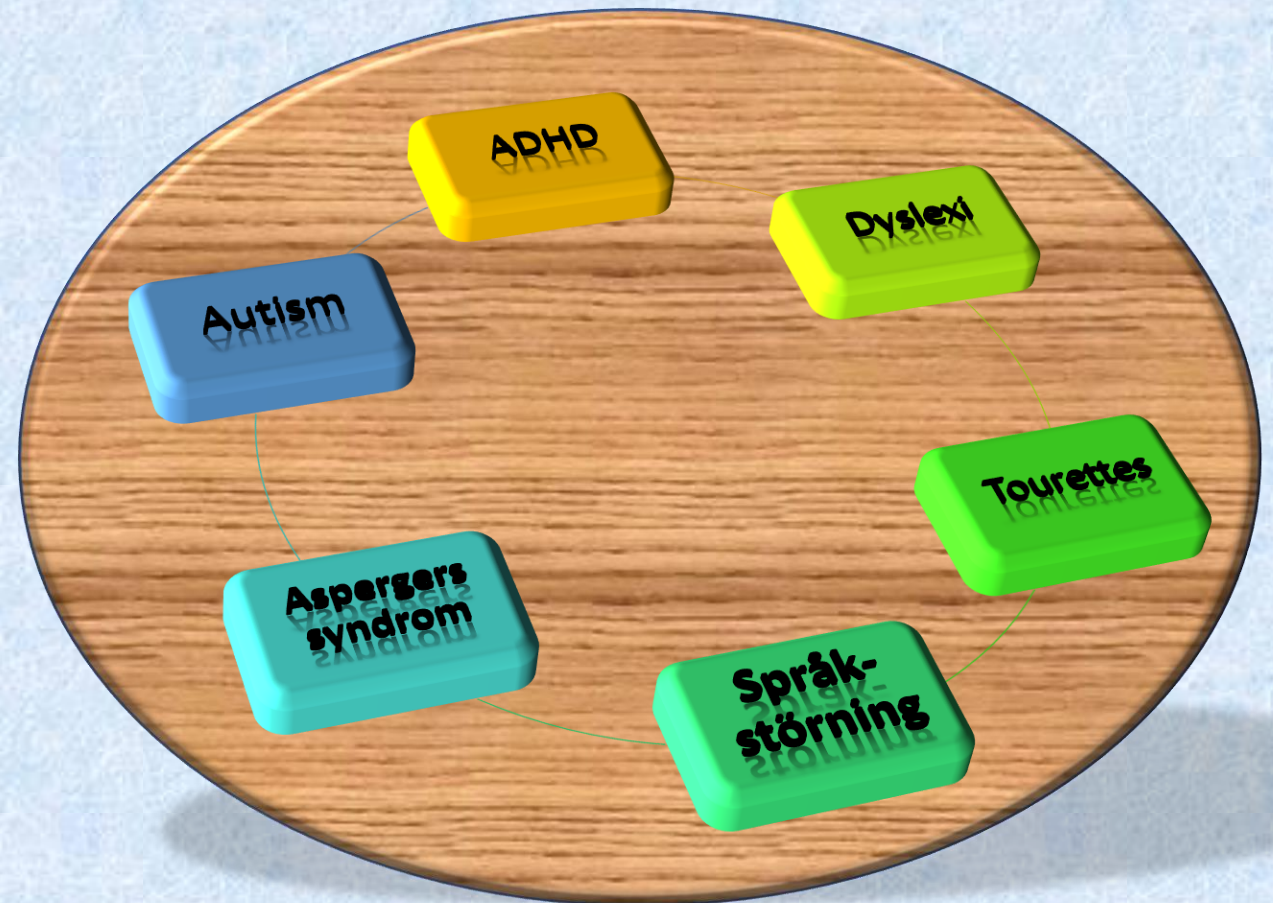 ADHD
Dyslexi
Tourettes
Språk-
störning
Aspergers
syndrom
Autism